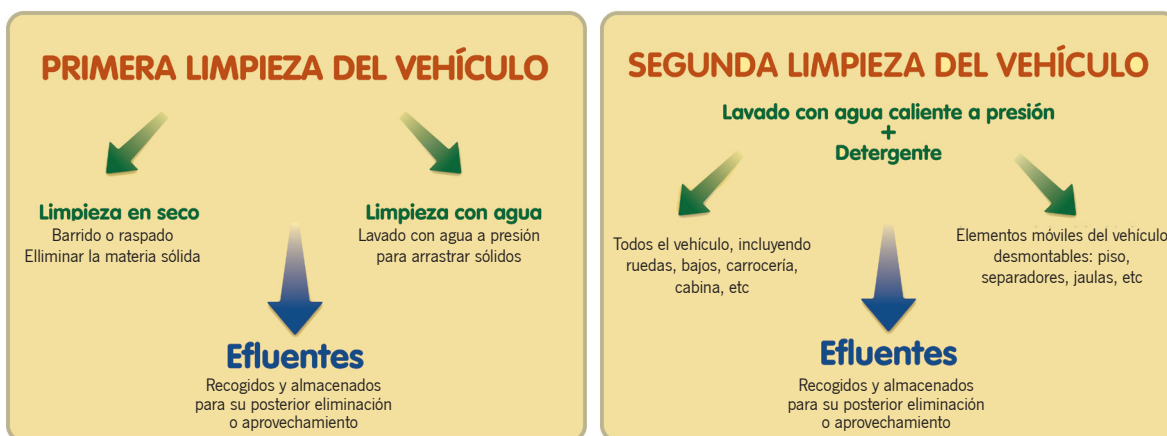 PRIMERA LIMPIEZA DEL VEHÍCULO
Limpieza en seco
Barrido o raspado
Elliminar la materia sólida
Limpieza con agua
Lavado con agua a presión
para arrastrar sólidos
Efluentes
Recogidos y almacenados
para su posterior eliminación
o aprovechamiento
SEGUNDA LIMPIEZA DEL VEHÍCULO
Lavado con agua caliente a presión
+
Detergente
Todos el vehículo, incluyendo
ruedas, bajos, carrocería,
cabina, etc
Elementos móviles del vehículo
desmontables: piso,
separadores, jaulas, etc
Efluentes
Recogidos y almacenados
para su posterior eliminación
o aprovechamiento